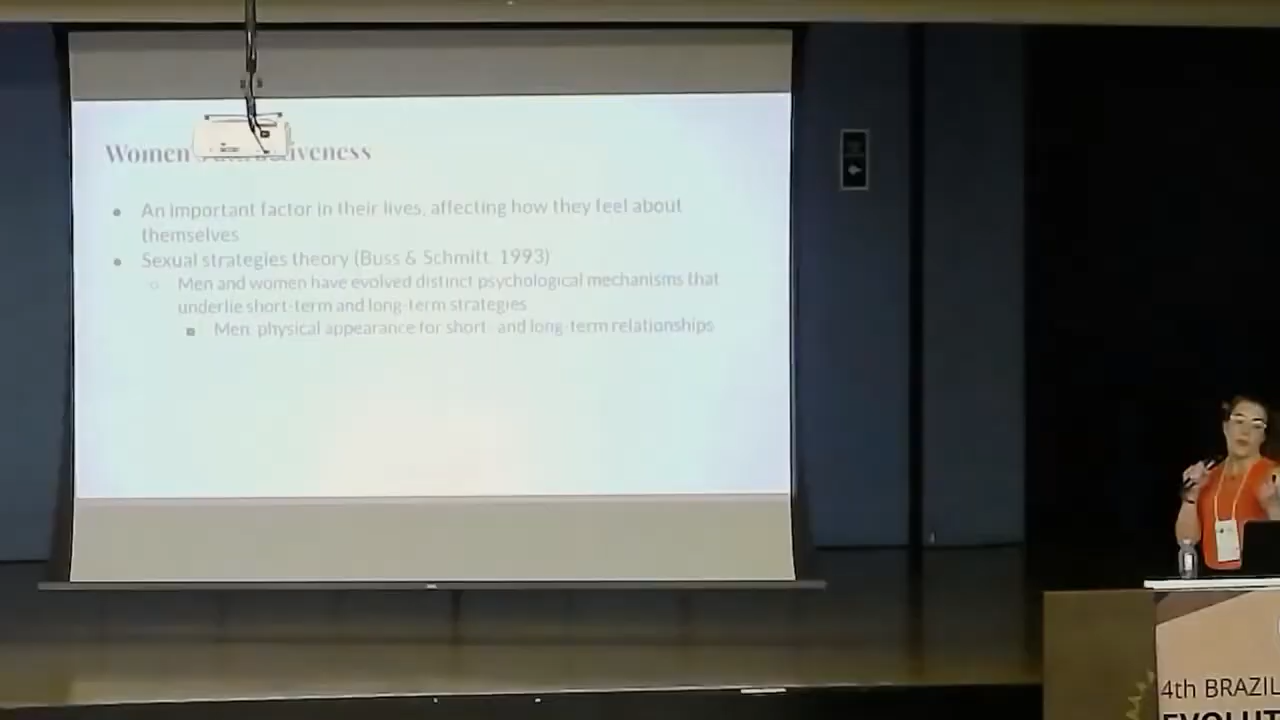 Women iveness
● An important factor in their lives, affecting how they feel about
themselves
● Sexual strategies theory (Buss & Schmitt, 1993)
○ Men and women have evolved distinct psychological mechanisms that
underlie short-term and long-term strategies
■ Men: physical appearance for short- and long-term relationships
4th BRAZIL
EVOLUT